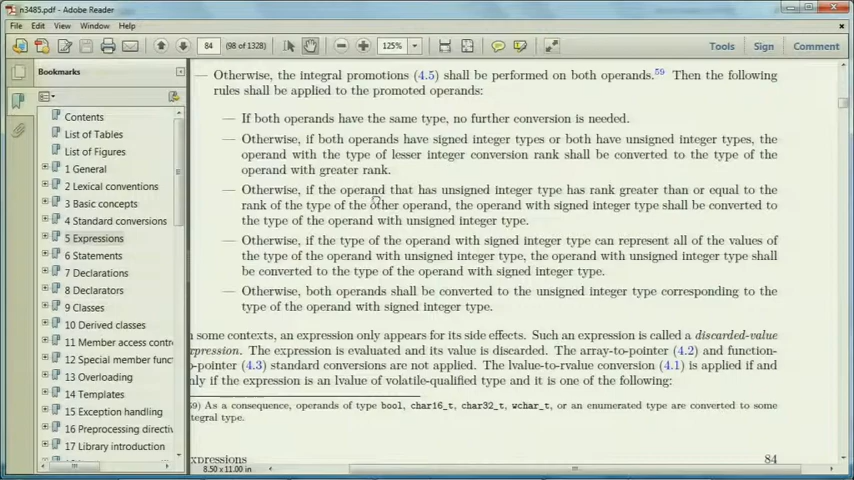 n3485.pdf - Adobe Reader
File Edit View Window Help
84 (98 of 1328) 125% Tools Sign Comment
Bookmarks
Contents
List of Tables
List of Figures
1 General
2 Lexical conventions
3 Basic concepts
4 Standard conversions
5 Expressions
6 Statements
7 Declarations
8 Declarators
9 Classes
10 Derived classes
11 Member access contro
12 Special member func
13 Overloading
14 Templates
15 Exception handling
16 Preprocessing directiv
17 Library introduction
— Otherwise, the integral promotions (4.5) shall be performed on both operands.59 Then the following
rules shall be applied to the promoted operands:
— If both operands have the same type, no further conversion is needed.
— Otherwise, if both operands have signed integer types or both have unsigned integer types, the
operand with the type of lesser integer conversion rank shall be converted to the type of the
operand with greater rank.
— Otherwise, if the operand that has unsigned integer type has rank greater than or equal to the
rank of the type of the other operand, the operand with signed integer type shall be converted to
the type of the operand with unsigned integer type.
— Otherwise, if the type of the operand with signed integer type can represent all of the values of
the type of the operand with unsigned integer type, the operand with unsigned integer type shall
be converted to the type of the operand with signed integer type.
— Otherwise, both operands shall be converted to the unsigned integer type corresponding to the
type of the operand with signed integer type.
n some contexts, an expression only appears for its side effects. Such an expression is called a discarded-value
xpression. The expression is evaluated and its value is discarded. The array-to-pointer (4.2) and function-
o-pointer (4.3) standard conversions are not applied. The lvalue-to-rvalue conversion (4.1) is applied if and
nly if the expression is an lvalue of volatile-qualified type and it is one of the following:
59) As a consequence, operands of type bool, char16_t, char32_t, wchar_t, or an enumerated type are converted to some
ntegral type.
xpressions 84
8.50 x 11.00 in